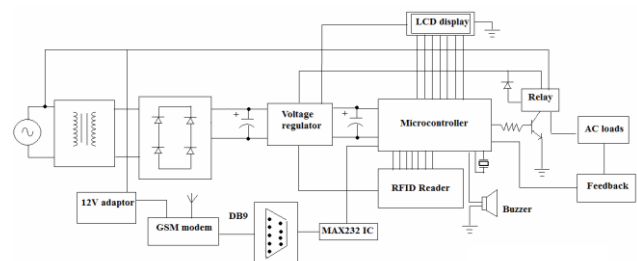 LCD display
Relay
+
Voltage
regulator
+
Microcontroller
AC loads
RFID Reader
Feedback
12V adaptor
DB9
Buzzer
GSM modem
MAX232 IC